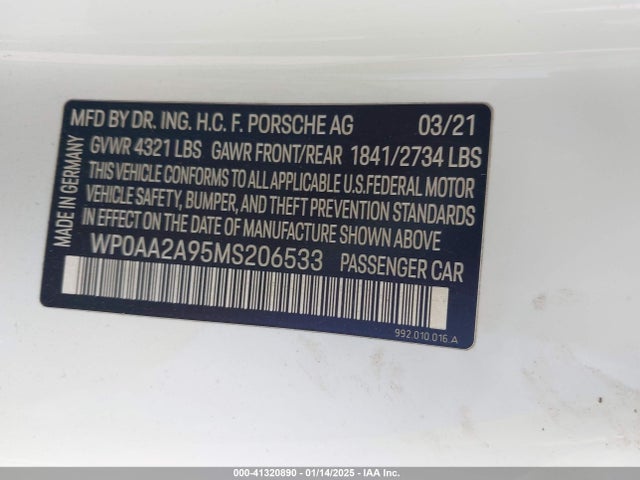 MFD BY DR. ING. H.C. F. PORSCHE AG 03/21
GVWR 4321 LBS GAWR FRONT/REAR 1841/2734 LBS
THIS VEHICLE CONFORMS TO ALL APPLICABLE U.S.FEDERAL MOTOR
VEHICLE SAFETY, BUMPER, AND THEFT PREVENTION STANDARDS
IN EFFECT ON THE DATE OF MANUFACTURE SHOWN ABOVE
WP0AA2A95MS206533 PASSENGER CAR
MADE IN GERMANY
992.010.016.A
000-41320890 - 01/14/2025 - IAA Inc.